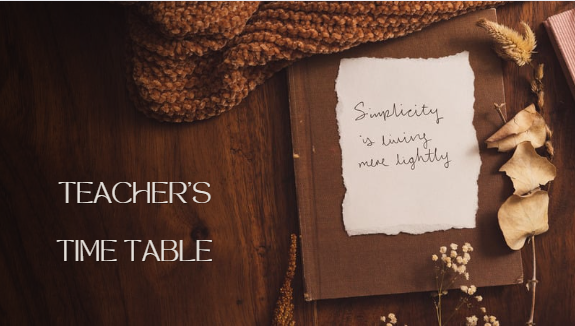 Simplicity
is living
more lightly
TEACHER'S
TIME TABLE